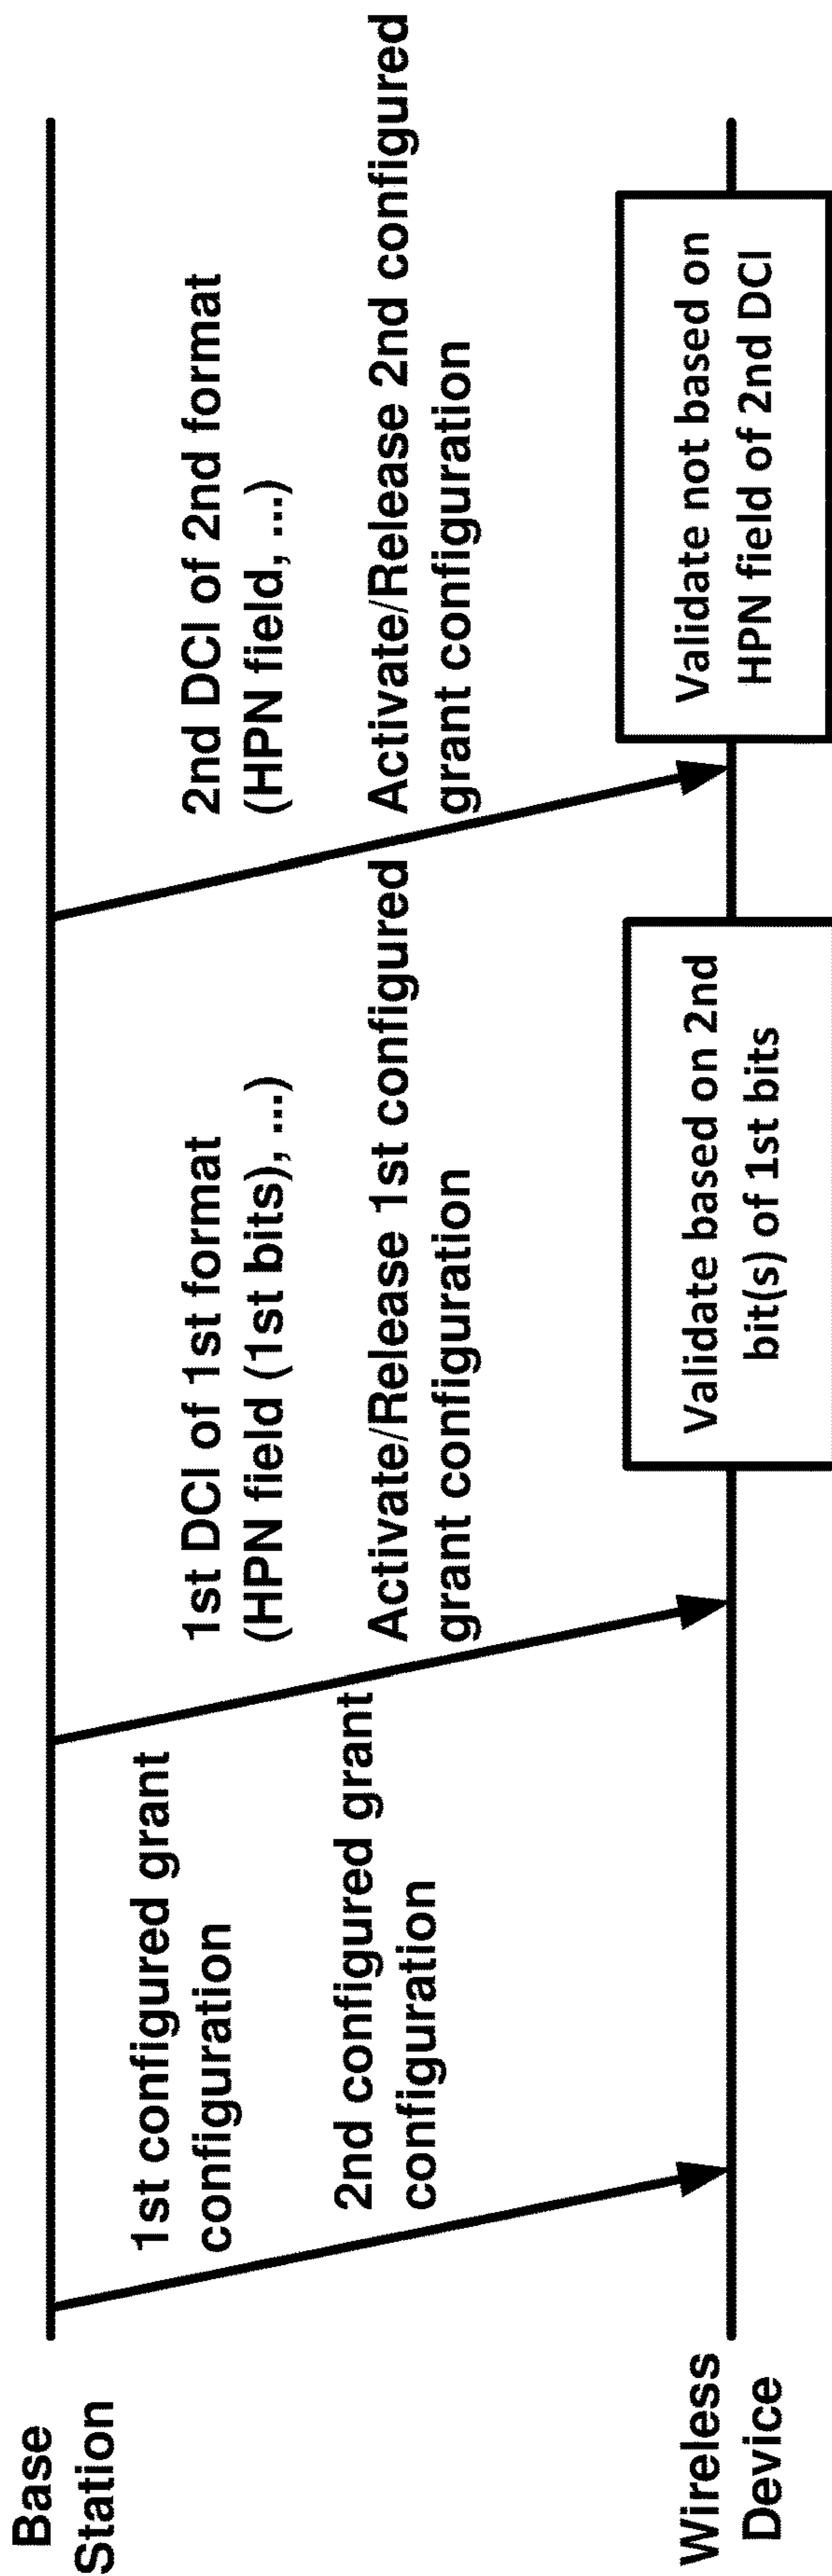 Base
Station
1st configured grant
configuration
2nd configured grant
configuration
1st DCI of 1st format
(HPN field (1st bits), ...)
Activate/Release 1st configured
grant configuration
2nd DCI of 2nd format
(HPN field, ...)
Activate/Release 2nd configured
grant configuration
Wireless
Device
Validate based on 2nd
bit(s) of 1st bits
Validate not based on
HPN field of 2nd DCI